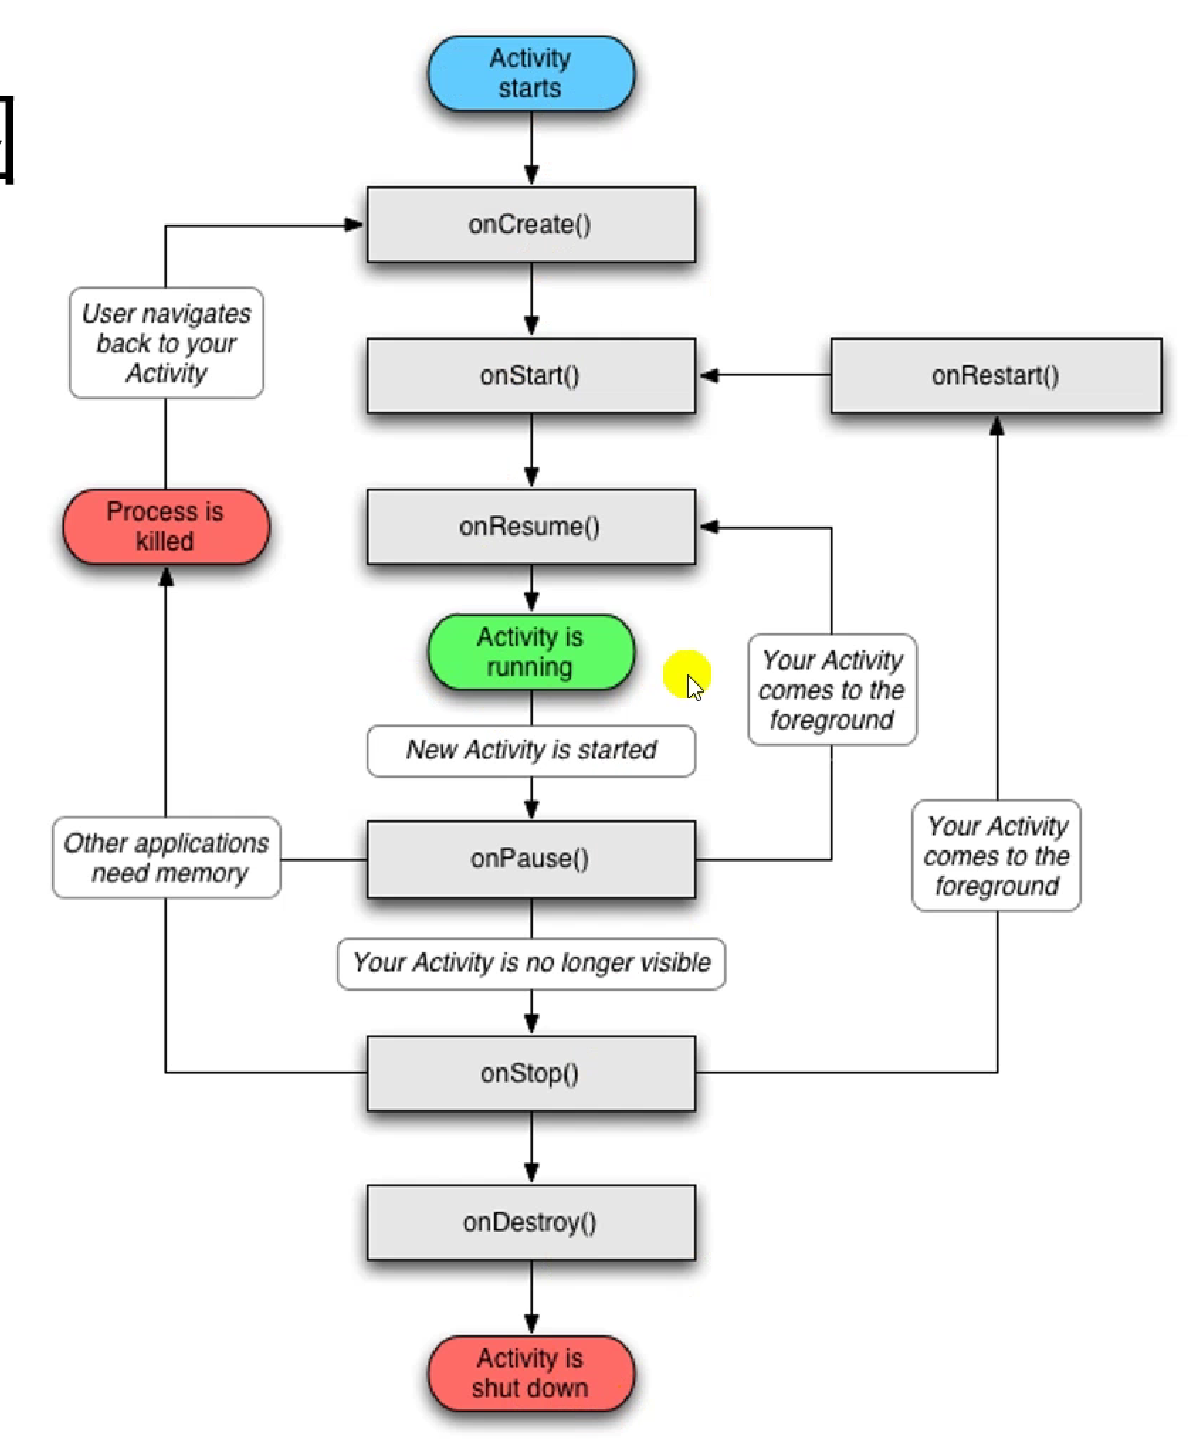 Activity
starts
onCreate()
User navigates
back to your
Activity
onStart()
onRestart()
Process is
killed
onResume()
Activity is
running
Your Activity
comes to the
foreground
New Activity is started
Other applications
need memory
onPause()
Your Activity
comes to the
foreground
Your Activity is no longer visible
onStop()
onDestroy()
Activity is
shut down